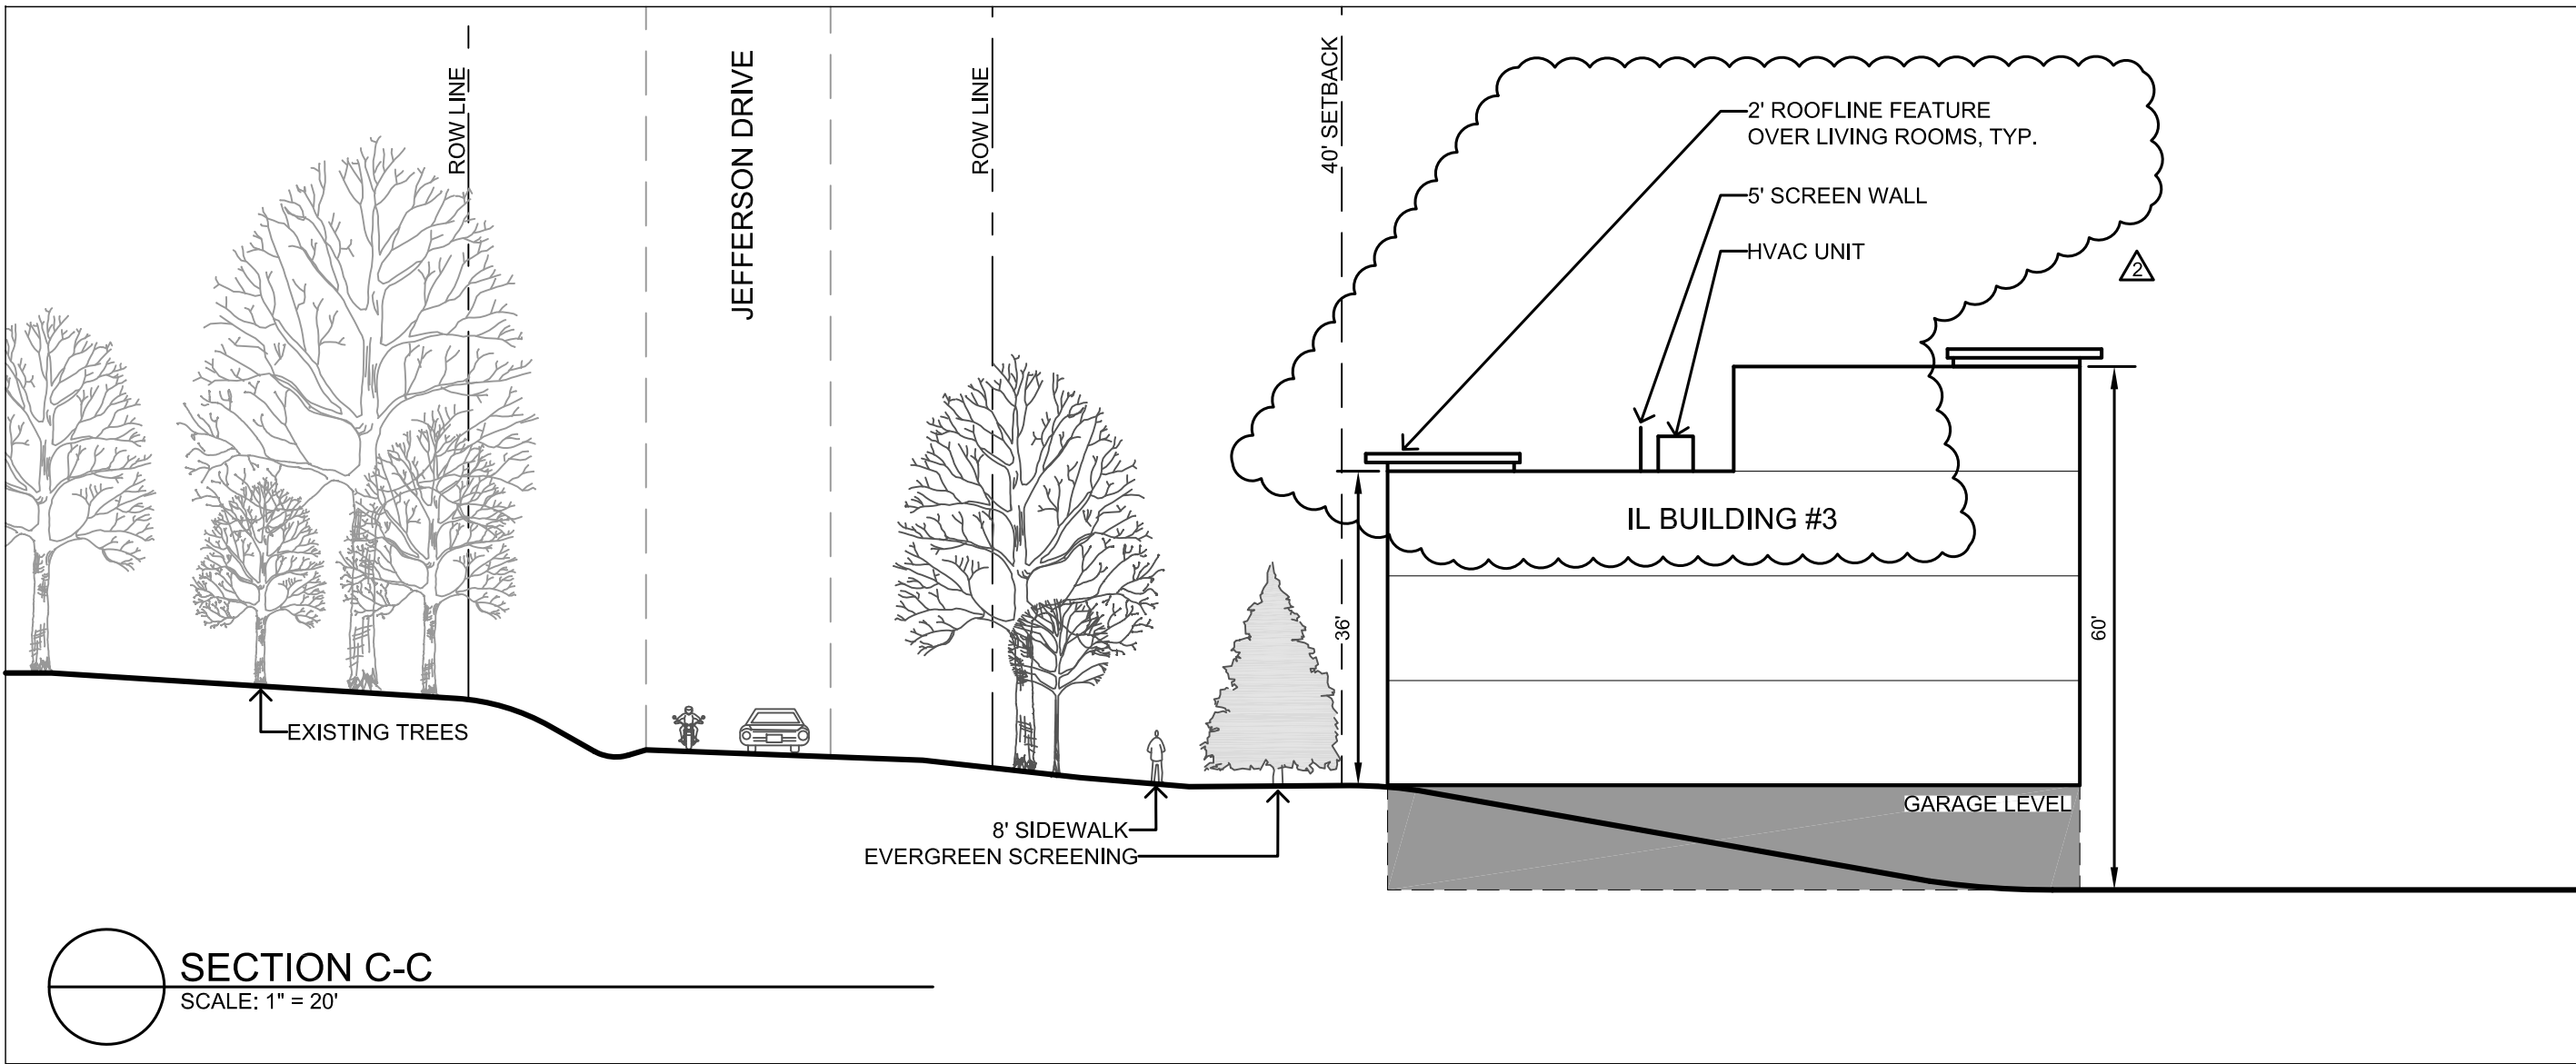 ROW LINE
JEFFERSON DRIVE
ROW LINE
40' SETBACK
2' ROOFLINE FEATURE
OVER LIVING ROOMS, TYP.
5' SCREEN WALL
HVAC UNIT
2
IL BUILDING #3
36'
60'
EXISTING TREES
GARAGE LEVEL
8' SIDEWALK
EVERGREEN SCREENING
SECTION C-C
SCALE: 1" = 20'